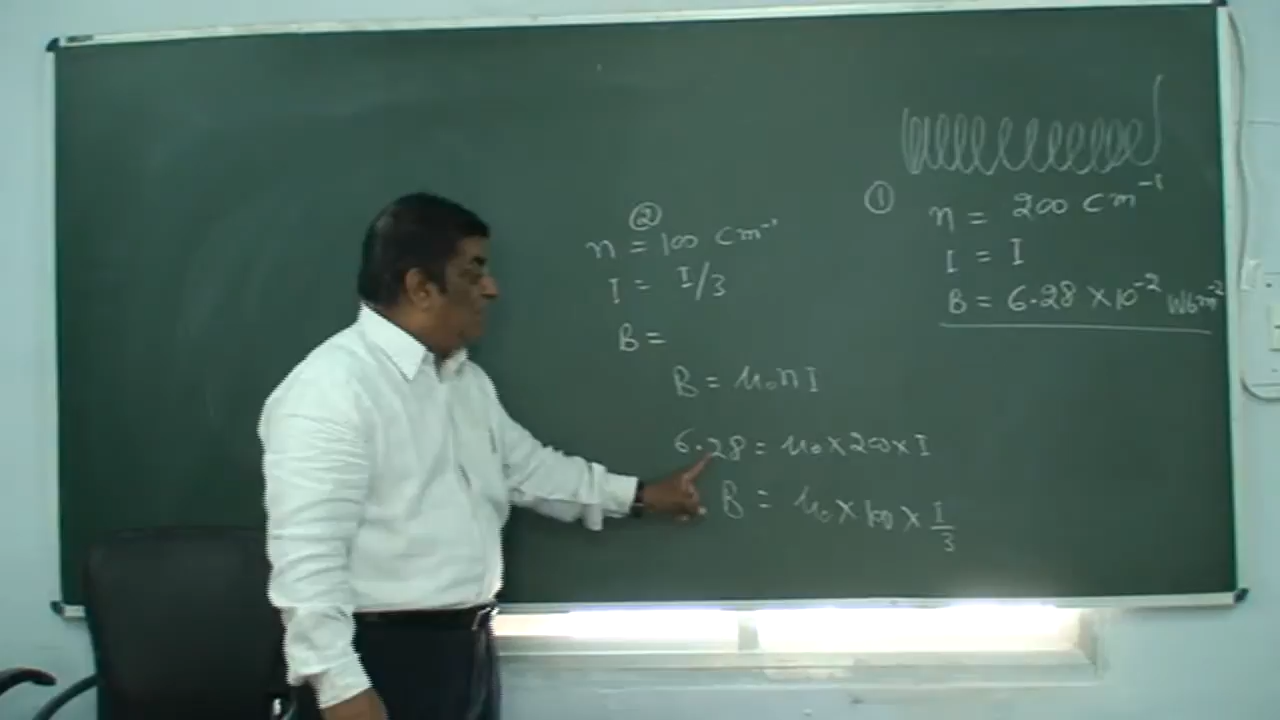 ①
n = 200 cm⁻¹
I = I
B = 6.28 × 10⁻² Wbm⁻²
②
n = 100 cm⁻¹
I = I/3
B =
B = μ₀nI
6.28 = μ₀ × 200 × I
B = μ₀ × 100 × I/3